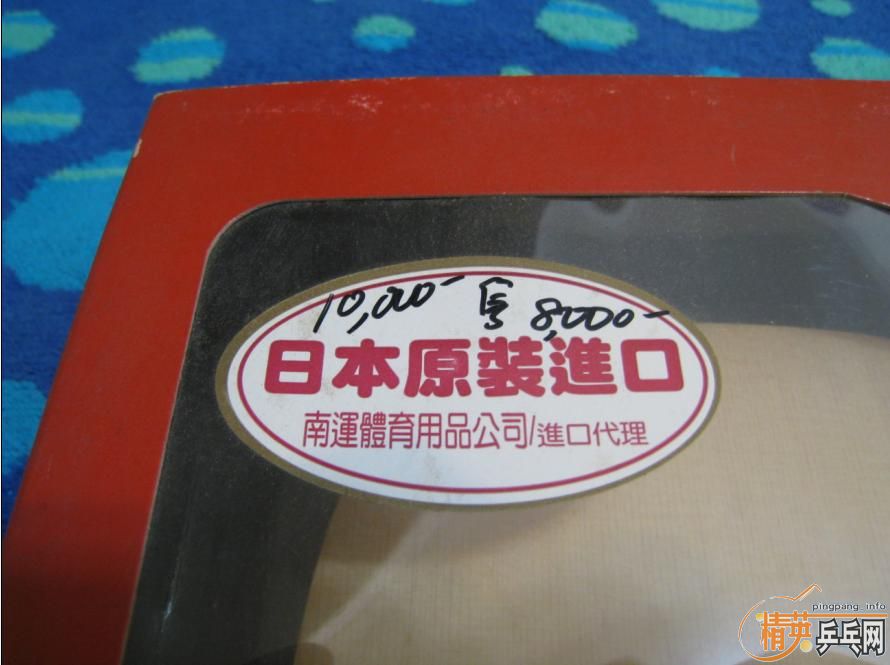 10,000- 售 8,000-
日本原裝進口
南運體育用品公司/進口代理
pingpang_info
精英乒乓网